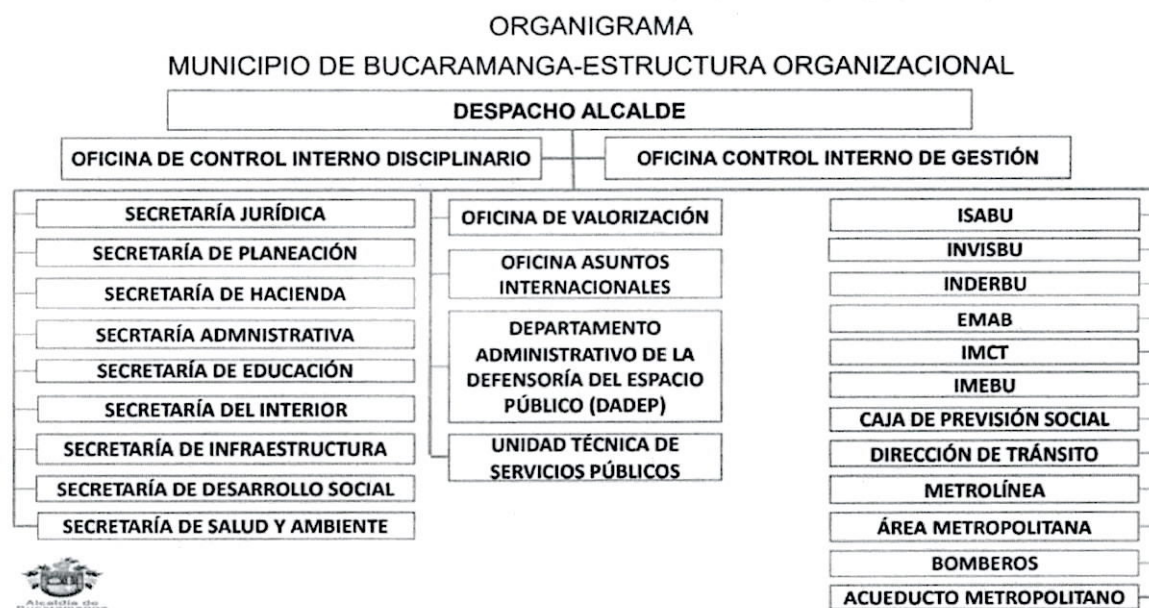 ORGANIGRAMA
MUNICIPIO DE BUCARAMANGA-ESTRUCTURA ORGANIZACIONAL
DESPACHO ALCALDE
OFICINA DE CONTROL INTERNO DISCIPLINARIO
OFICINA CONTROL INTERNO DE GESTIÓN
SECRETARÍA JURÍDICA
SECRETARÍA DE PLANEACIÓN
SECRETARÍA DE HACIENDA
SECRTARÍA ADMNISTRATIVA
SECRETARÍA DE EDUCACIÓN
SECRETARÍA DEL INTERIOR
SECRETARÍA DE INFRAESTRUCTURA
SECRETARÍA DE DESARROLLO SOCIAL
SECRETARÍA DE SALUD Y AMBIENTE
OFICINA DE VALORIZACIÓN
OFICINA ASUNTOS
INTERNACIONALES
DEPARTAMENTO
ADMINISTRATIVO DE LA
DEFENSORÍA DEL ESPACIO
PÚBLICO (DADEP)
UNIDAD TÉCNICA DE
SERVICIOS PÚBLICOS
ISABU
INVISBU
INDERBU
EMAB
IMCT
IMEBU
CAJA DE PREVISIÓN SOCIAL
DIRECCIÓN DE TRÁNSITO
METROLÍNEA
ÁREA METROPOLITANA
BOMBEROS
ACUEDUCTO METROPOLITANO
Alcaldía de
Bucaramanga